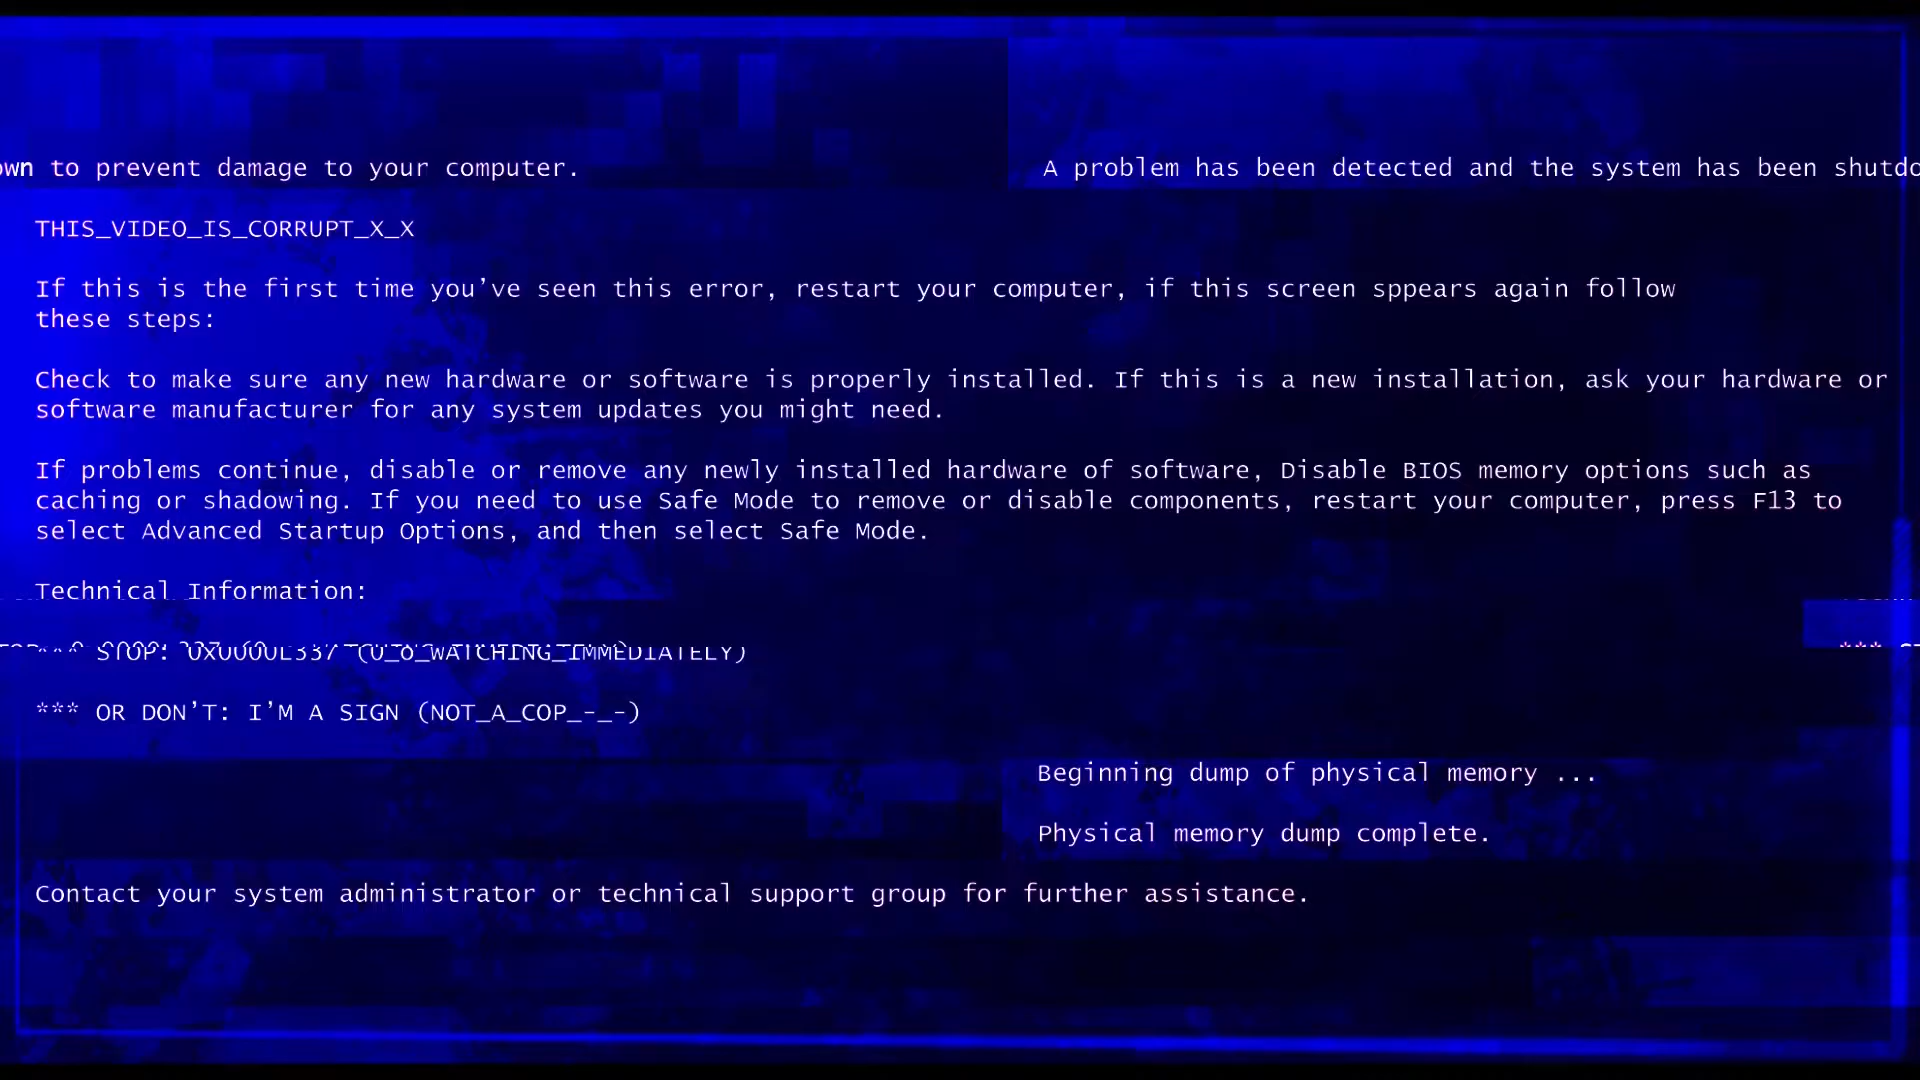 own to prevent damage to your computer. A problem has been detected and the system has been shutdo
THIS_VIDEO_IS_CORRUPT_X_X
If this is the first time you’ve seen this error, restart your computer, if this screen sppears again follow
these steps:
Check to make sure any new hardware or software is properly installed. If this is a new installation, ask your hardware or
software manufacturer for any system updates you might need.
If problems continue, disable or remove any newly installed hardware of software, Disable BIOS memory options such as
caching or shadowing. If you need to use Safe Mode to remove or disable components, restart your computer, press F13 to
select Advanced Startup Options, and then select Safe Mode.
Technical Information:
*** STOP: 0X0000L337 (O_o_WATCHING_IMMEDIATELY)
*** OR DON’T: I’M A SIGN (NOT_A_COP_-_-)
Beginning dump of physical memory ...
Physical memory dump complete.
Contact your system administrator or technical support group for further assistance.